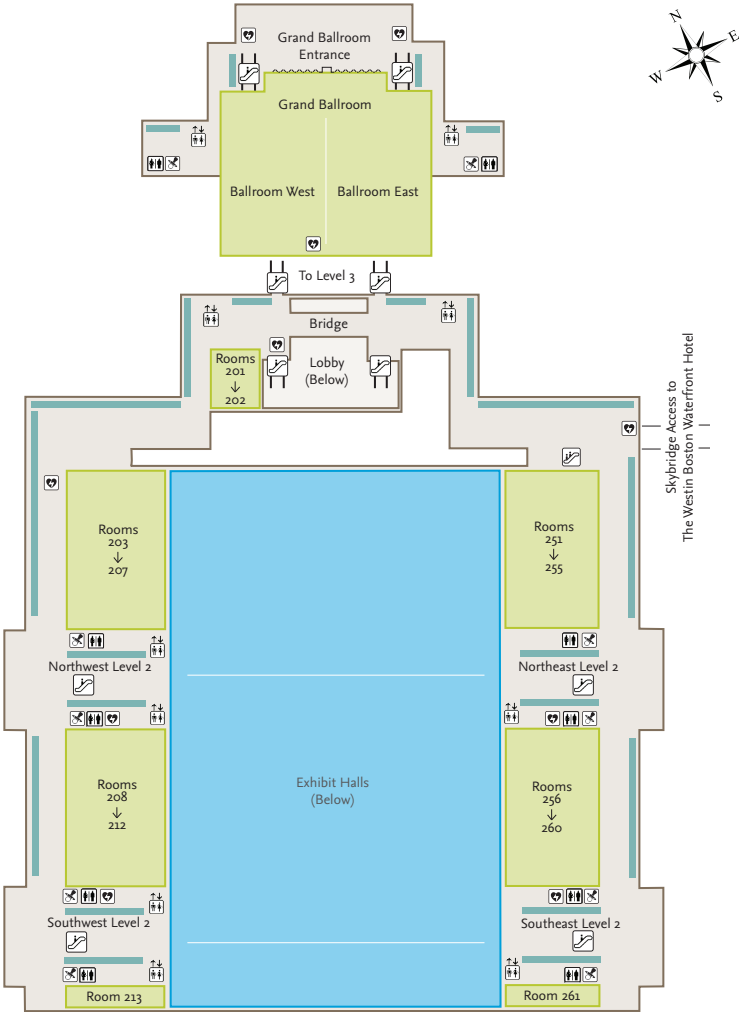 N
E
W
S
Grand Ballroom
Entrance
Grand Ballroom
Ballroom West
Ballroom East
To Level 3
Bridge
Rooms
201
↓
202
Lobby
(Below)
Skybridge Access to
The Westin Boston Waterfront Hotel
Rooms
203
↓
207
Rooms
251
↓
255
Northwest Level 2
Northeast Level 2
Rooms
208
↓
212
Exhibit Halls
(Below)
Rooms
256
↓
260
Southwest Level 2
Southeast Level 2
Room 213
Room 261